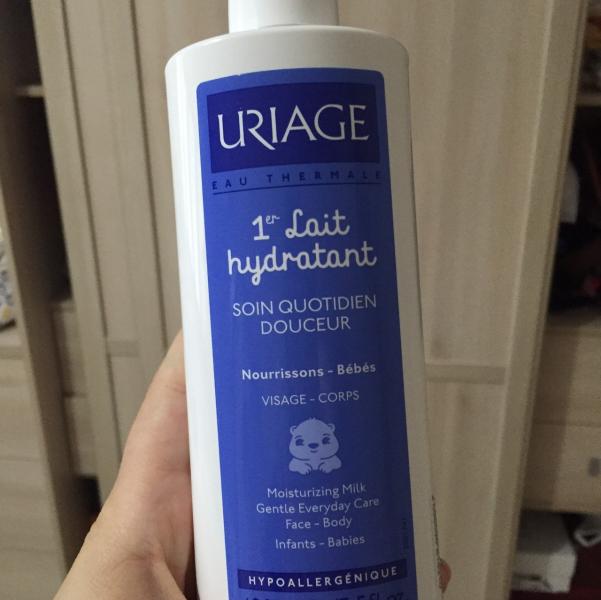 URIAGE
EAU THERMALE
1er Lait
hydratant
SOIN QUOTIDIEN
DOUCEUR
Nourrissons - Bébés
VISAGE - CORPS
Moisturizing Milk
Gentle Everyday Care
Face - Body
Infants - Babies
HYPOALLERGÉNIQUE